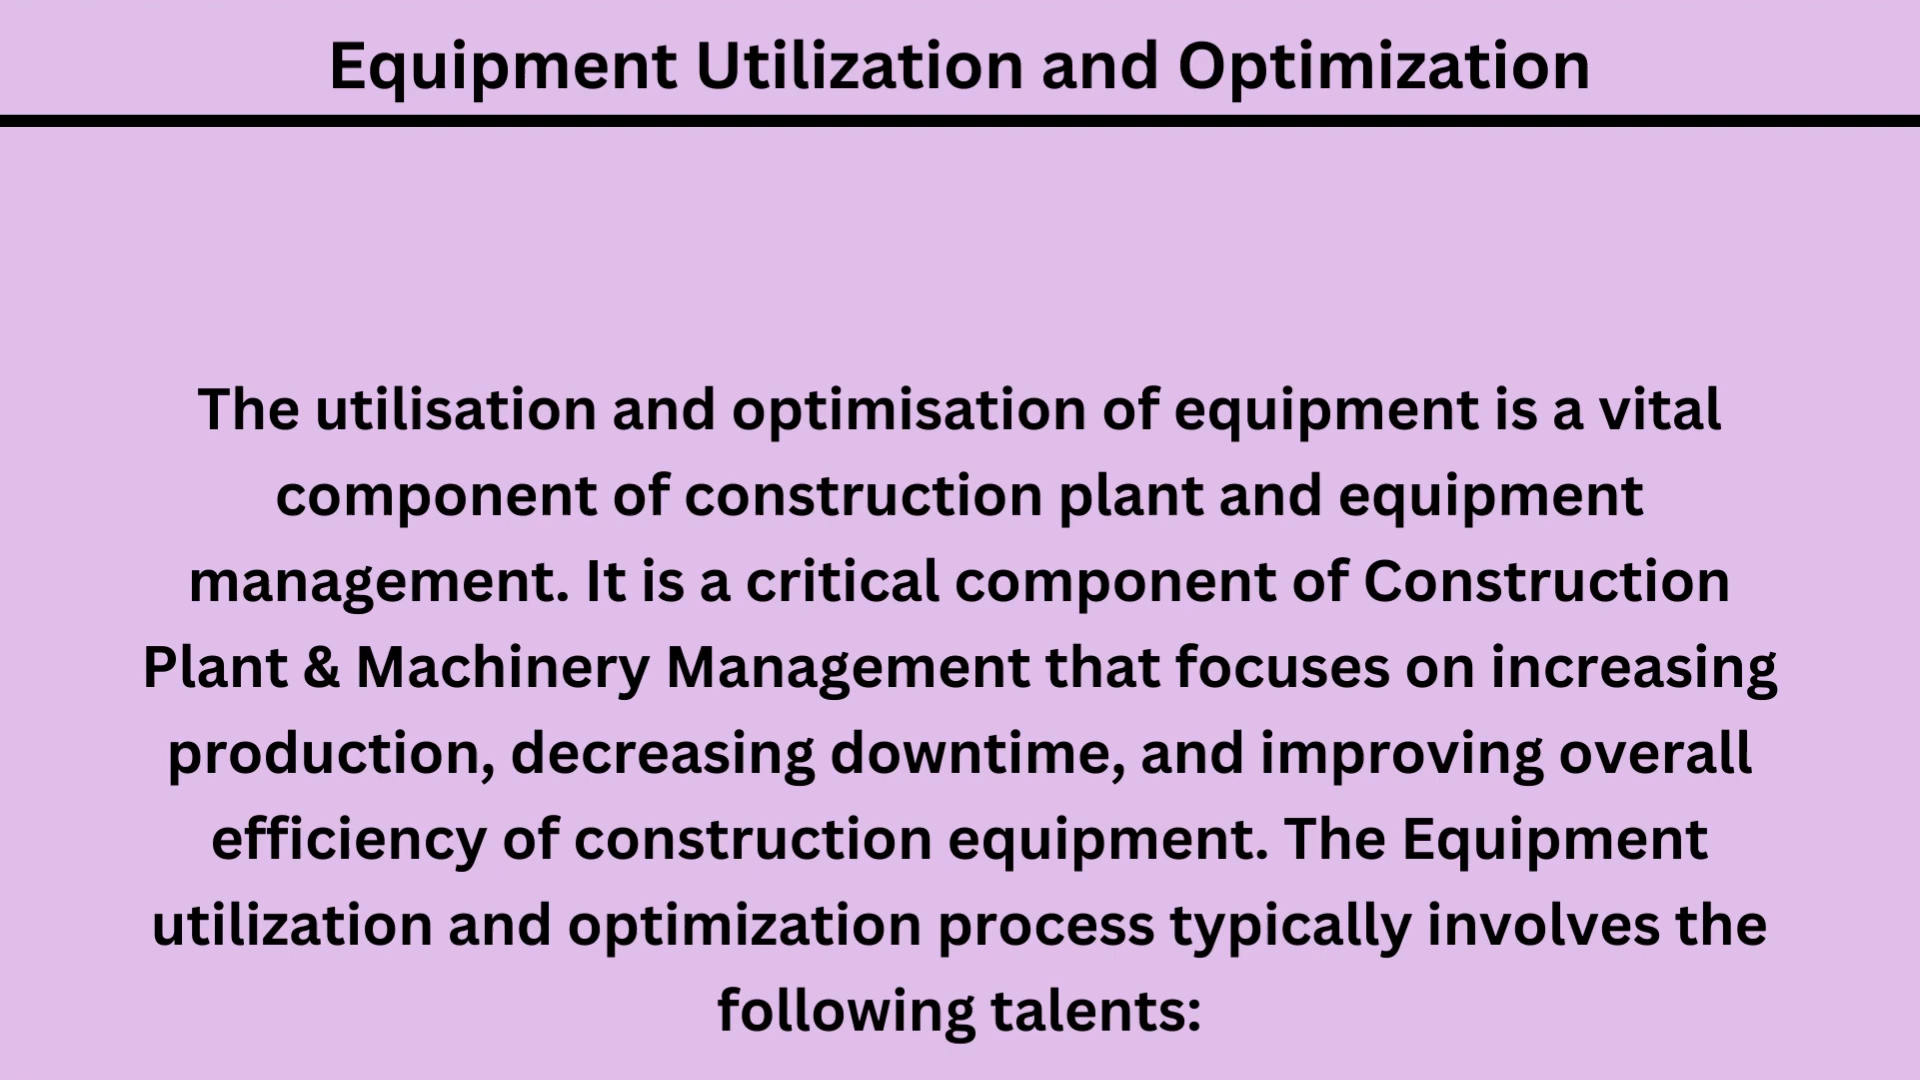 Equipment Utilization and Optimization
The utilisation and optimisation of equipment is a vital
component of construction plant and equipment
management. It is a critical component of Construction
Plant & Machinery Management that focuses on increasing
production, decreasing downtime, and improving overall
efficiency of construction equipment. The Equipment
utilization and optimization process typically involves the
following talents: